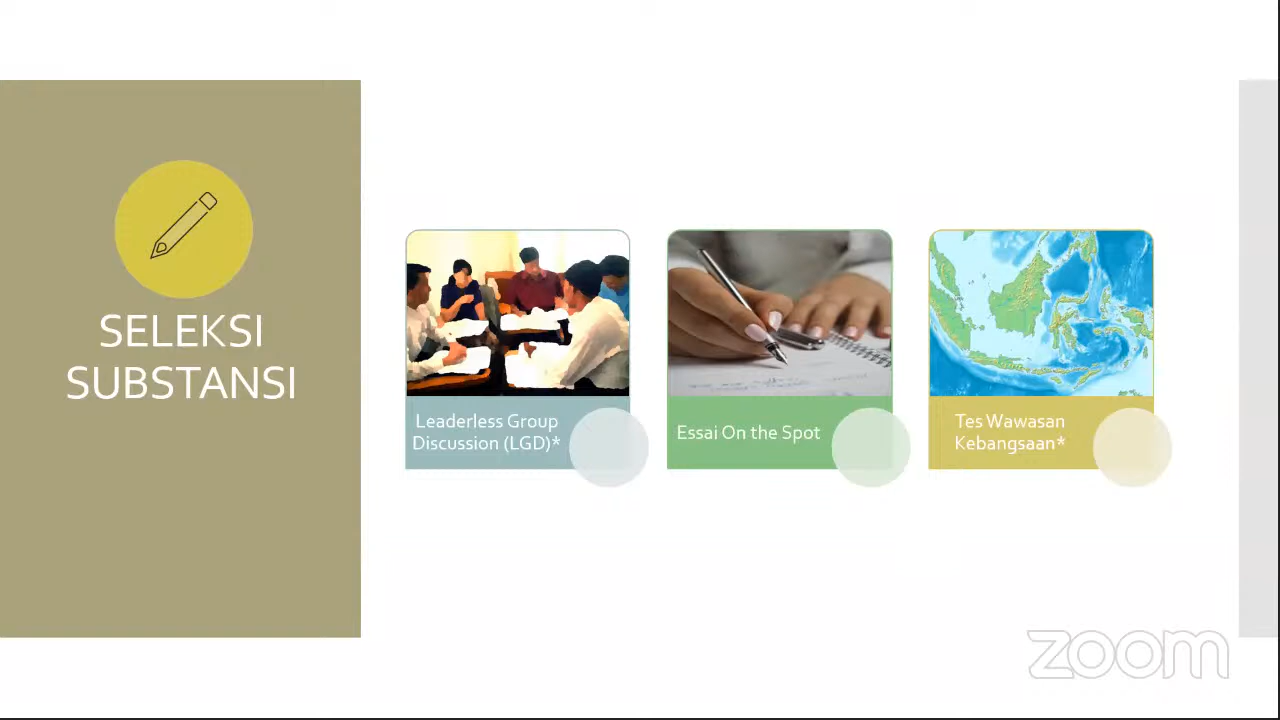 SELEKSI
SUBSTANSI
Leaderless Group
Discussion (LGD)*
Essai On the Spot
Tes Wawasan
Kebangsaan*
zoom